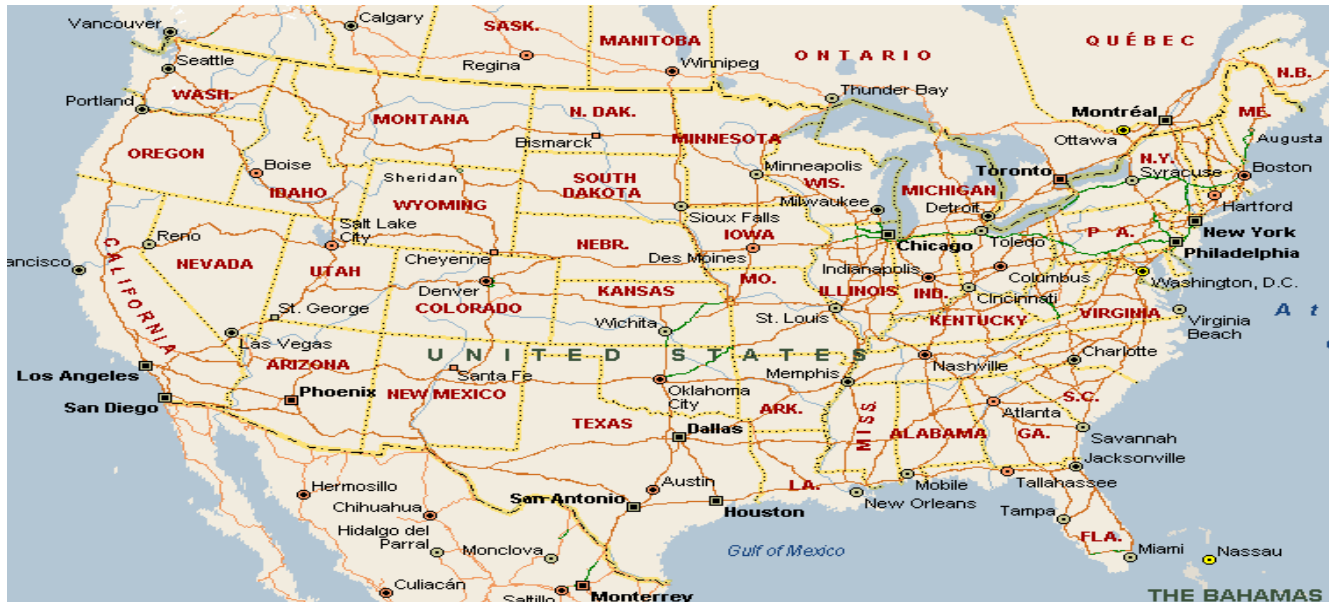 Vancouver
Calgary
SASK.
MANITOBA
ONTARIO
QUÉBEC
N.B.
Seattle
Regina
Winnipeg
Thunder Bay
Montréal
ME.
WASH.
Portland
MONTANA
N. DAK.
Bismarck
MINNESOTA
Ottawa
Augusta
OREGON
Boise
IDAHO
Sheridan
WYOMING
SOUTH
DAKOTA
Minneapolis
WIS.
Milwaukee
MICHIGAN
Detroit
Toronto
N.Y.
Syracuse
Boston
Hartford
Reno
Salt Lake
City
Sioux Falls
IOWA
Des Moines
NEBR.
Chicago
Toledo
P A.
New York
Philadelphia
ancisco
NEVADA
UTAH
Cheyenne
Denver
COLORADO
KANSAS
MO.
Indianapolis
ILLINOIS
IND.
Columbus
Cincinnati
Washington, D.C.
CALIFORNIA
St. George
Wichita
St. Louis
KENTUCKY
VIRGINIA
Virginia
Beach
A t
Las Vegas
ARIZONA
UNITED STATES
Nashville
Charlotte
Los Angeles
San Diego
Phoenix
Santa Fe
NEW MEXICO
Oklahoma
City
Memphis
ARK.
S.C.
TEXAS
Dallas
MISS.
ALABAMA
Atlanta
GA.
Savannah
Jacksonville
Hermosillo
Chihuahua
Hidalgo del
Parral
San Antonio
Austin
Houston
LA.
New Orleans
Mobile
Tallahassee
Tampa
FLA.
Miami
Nassau
Monclova
Gulf of Mexico
Culiacán
Saltillo
Monterrey
THE BAHAMAS